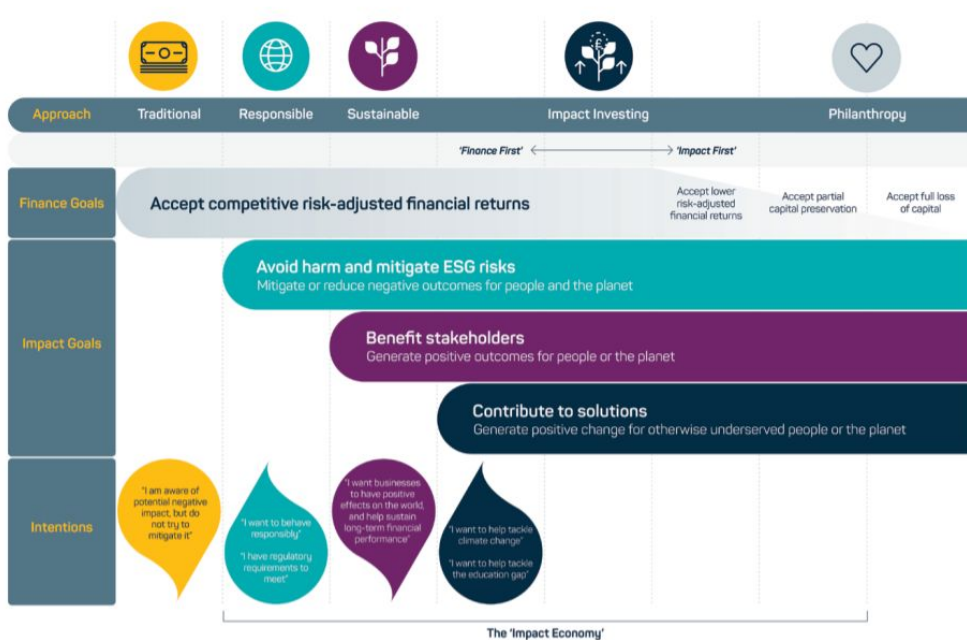 Approach
Traditional
Responsible
Sustainable
Impact Investing
Philanthropy
'Finance First'
'Impact First'
Finance Goals
Accept competitive risk-adjusted financial returns
Accept lower
risk-adjusted
financial returns
Accept partial
capital preservation
Accept full loss
of capital
Impact Goals
Avoid harm and mitigate ESG risks
Mitigate or reduce negative outcomes for people and the planet
Benefit stakeholders
Generate positive outcomes for people or the planet
Contribute to solutions
Generate positive change for otherwise underserved people or the planet
Intentions
"I am aware of
potential negative
impact, but do
not try to
mitigate it"
"I want to behave
responsibly"
"I have regulatory
requirements to
meet"
"I want businesses
to have positive
effects on the world,
and help sustain
long-term financial
performance"
"I want to help tackle
climate change"
"I want to help tackle
the education gap"
The 'Impact Economy'